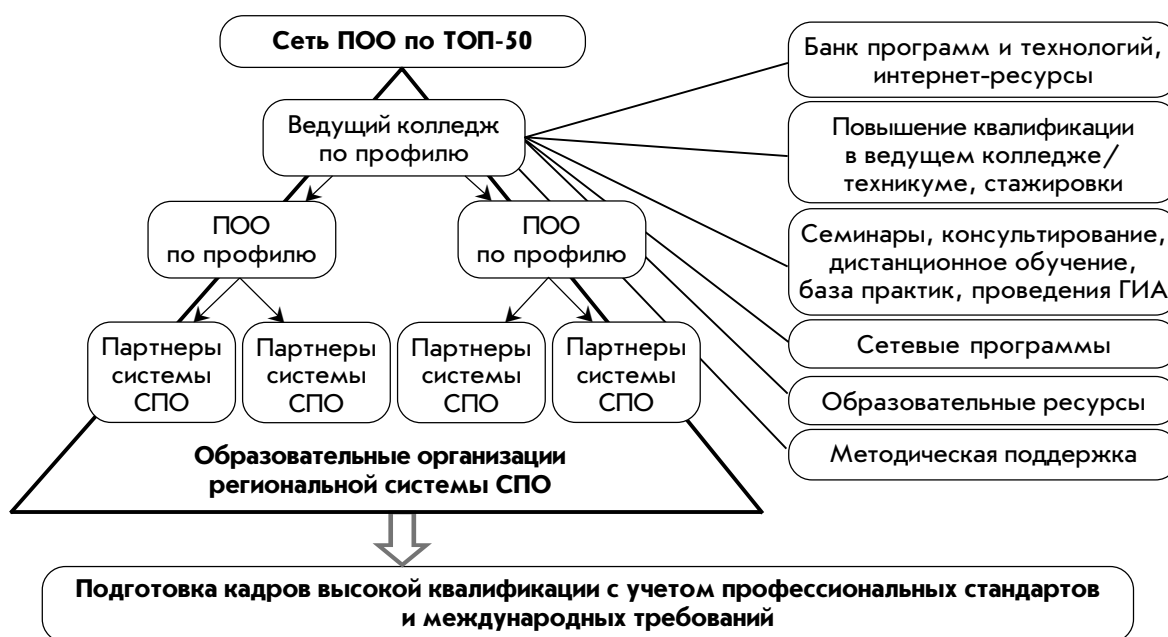 Сеть ПОО по ТОП-50
Ведущий колледж
по профилю
ПОО
по профилю
ПОО
по профилю
Партнеры
системы
СПО
Партнеры
системы
СПО
Партнеры
системы
СПО
Партнеры
системы
СПО
Образовательные организации
региональной системы СПО
Банк программ и технологий,
интернет-ресурсы
Повышение квалификации
в ведущем колледже/
техникуме, стажировки
Семинары, консультирование,
дистанционное обучение,
база практик, проведения ГИА
Сетевые программы
Образовательные ресурсы
Методическая поддержка
Подготовка кадров высокой квалификации с учетом профессиональных стандартов
и международных требований